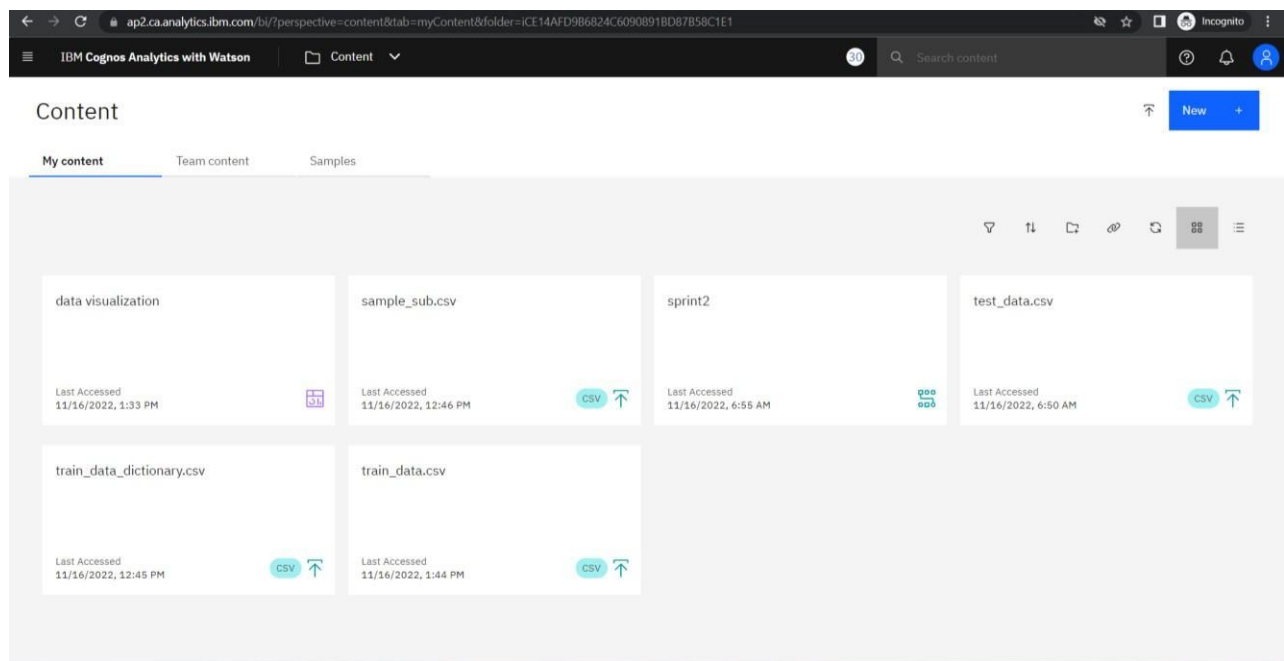 ap2.ca.analytics.ibm.com/bi/?perspective=content&tab=myContent&folder=iCE14AFD9B6824C6090891BD87B58C1E1
Incognito
IBM Cognos Analytics with Watson
Content
30
Search content
Content
New +
My content
Team content
Samples
data visualization
Last Accessed
11/16/2022, 1:33 PM
sample_sub.csv
Last Accessed
11/16/2022, 12:46 PM
CSV
sprint2
Last Accessed
11/16/2022, 6:55 AM
test_data.csv
Last Accessed
11/16/2022, 6:50 AM
CSV
train_data_dictionary.csv
Last Accessed
11/16/2022, 12:45 PM
CSV
train_data.csv
Last Accessed
11/16/2022, 1:44 PM
CSV